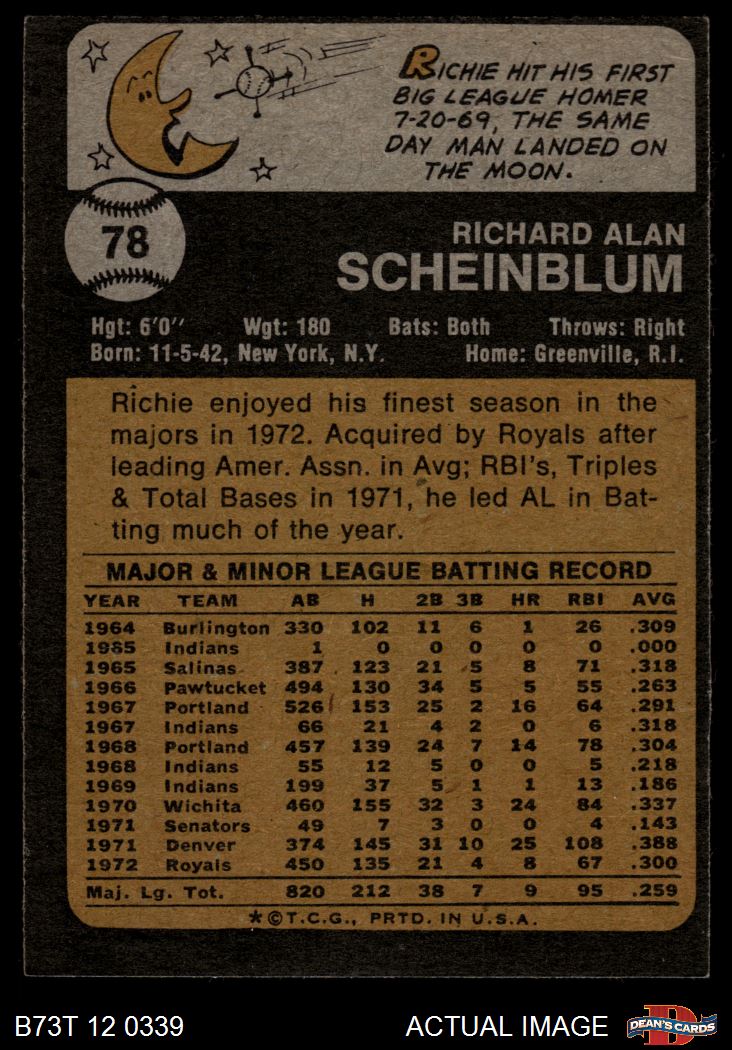 RICHIE HIT HIS FIRST
BIG LEAGUE HOMER
7-20-69, THE SAME
DAY MAN LANDED ON
THE MOON.
78
RICHARD ALAN
SCHEINBLUM
Hgt: 6'0" Wgt: 180 Bats: Both Throws: Right
Born: 11-5-42, New York, N.Y. Home: Greenville, R.I.
Richie enjoyed his finest season in the
majors in 1972. Acquired by Royals after
leading Amer. Assn. in Avg; RBI's, Triples
& Total Bases in 1971, he led AL in Bat-
ting much of the year.
MAJOR & MINOR LEAGUE BATTING RECORD
YEAR TEAM AB H 2B 3B HR RBI AVG
1964 Burlington 330 102 11 6 1 26 .309
1985 Indians 1 0 0 0 0 0 .000
1965 Salinas 387 123 21 5 8 71 .318
1966 Pawtucket 494 130 34 5 5 55 .263
1967 Portland 526 153 25 2 16 64 .291
1967 Indians 66 21 4 2 0 6 .318
1968 Portland 457 139 24 7 14 78 .304
1968 Indians 55 12 5 0 0 5 .218
1969 Indians 199 37 5 1 1 13 .186
1970 Wichita 460 155 32 3 24 84 .337
1971 Senators 49 7 3 0 0 4 .143
1971 Denver 374 145 31 10 25 108 .388
1972 Royals 450 135 21 4 8 67 .300
Maj. Lg. Tot. 820 212 38 7 9 95 .259
*©T.C.G., PRTD. IN U.S.A.
B73T 12 0339 ACTUAL IMAGE D DEAN'S CARDS